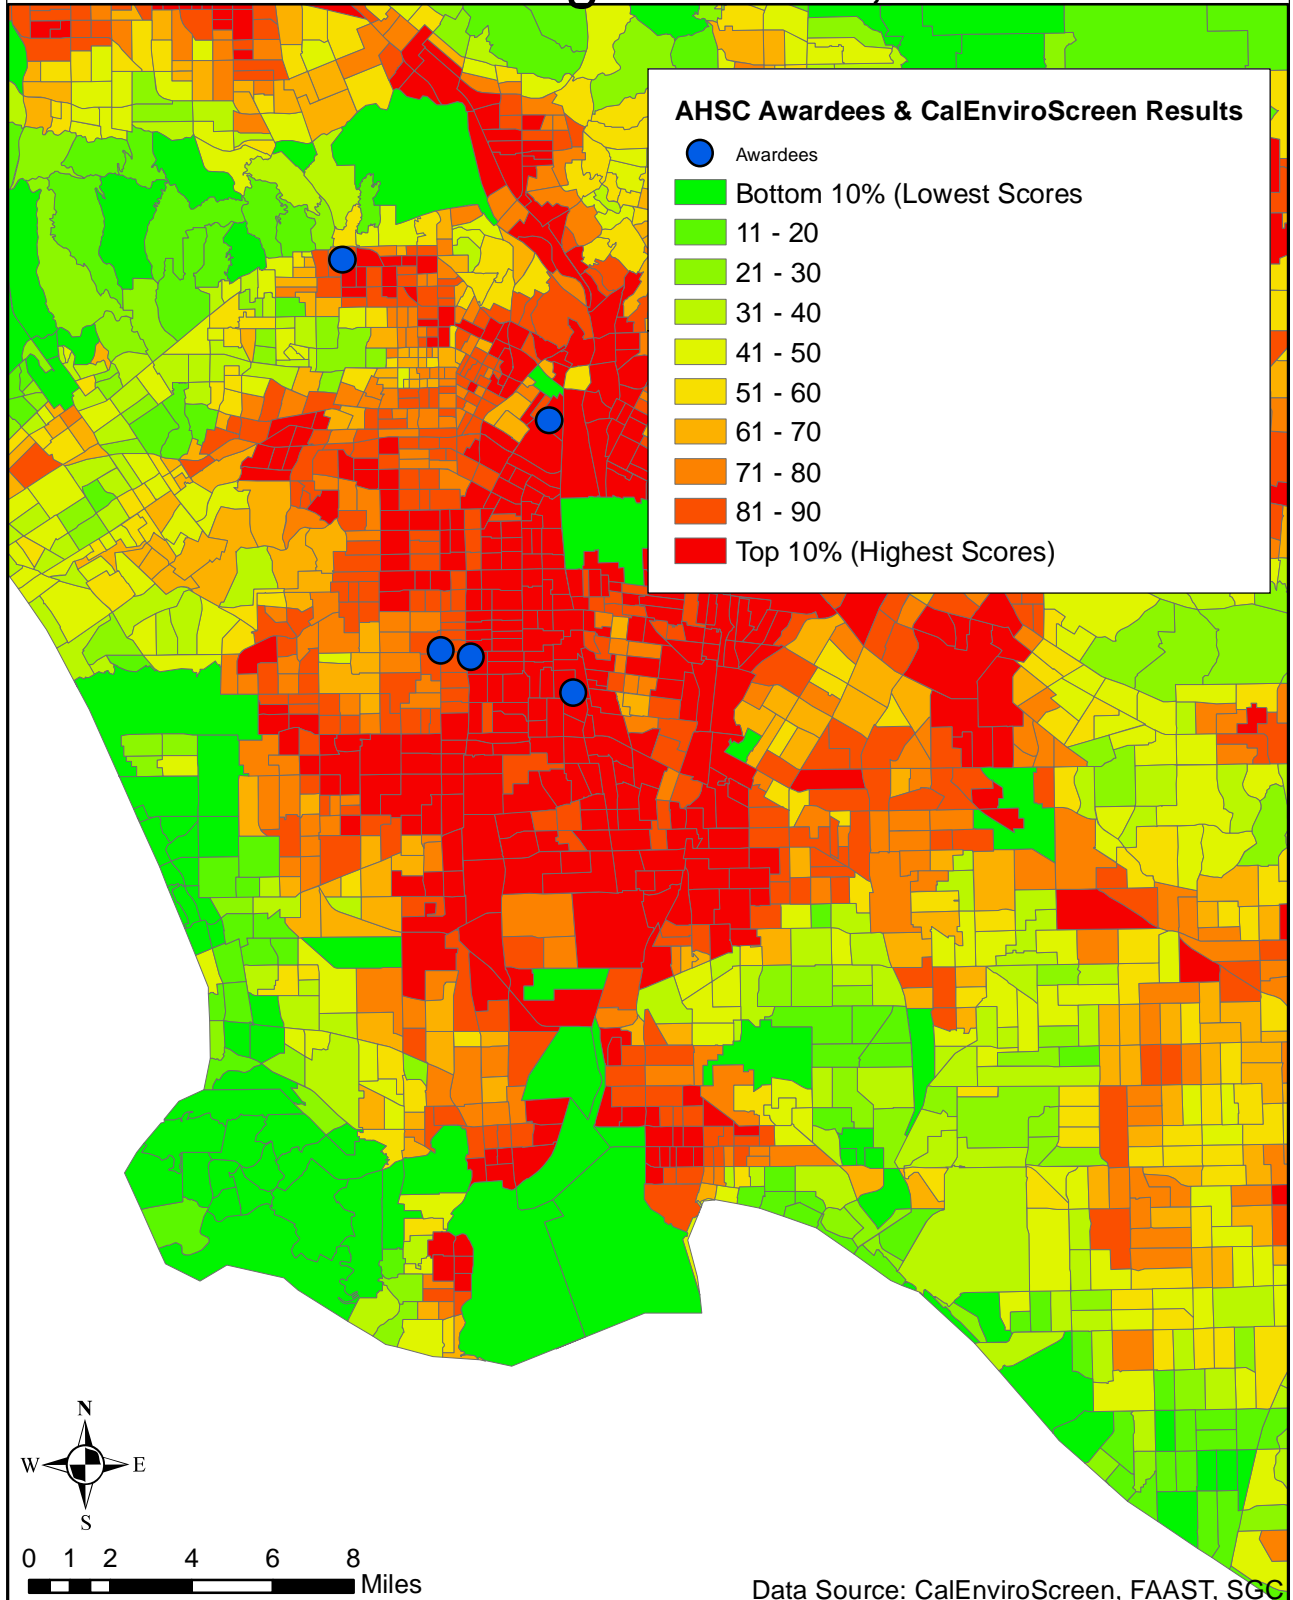 AHSC Awardees & CalEnviroScreen Results
Awardees
Bottom 10% (Lowest Scores
11 - 20
21 - 30
31 - 40
41 - 50
51 - 60
61 - 70
71 - 80
81 - 90
Top 10% (Highest Scores)
N
W E
S
0 1 2 4 6 8
Miles
Data Source: CalEnviroScreen, FAAST, SGC